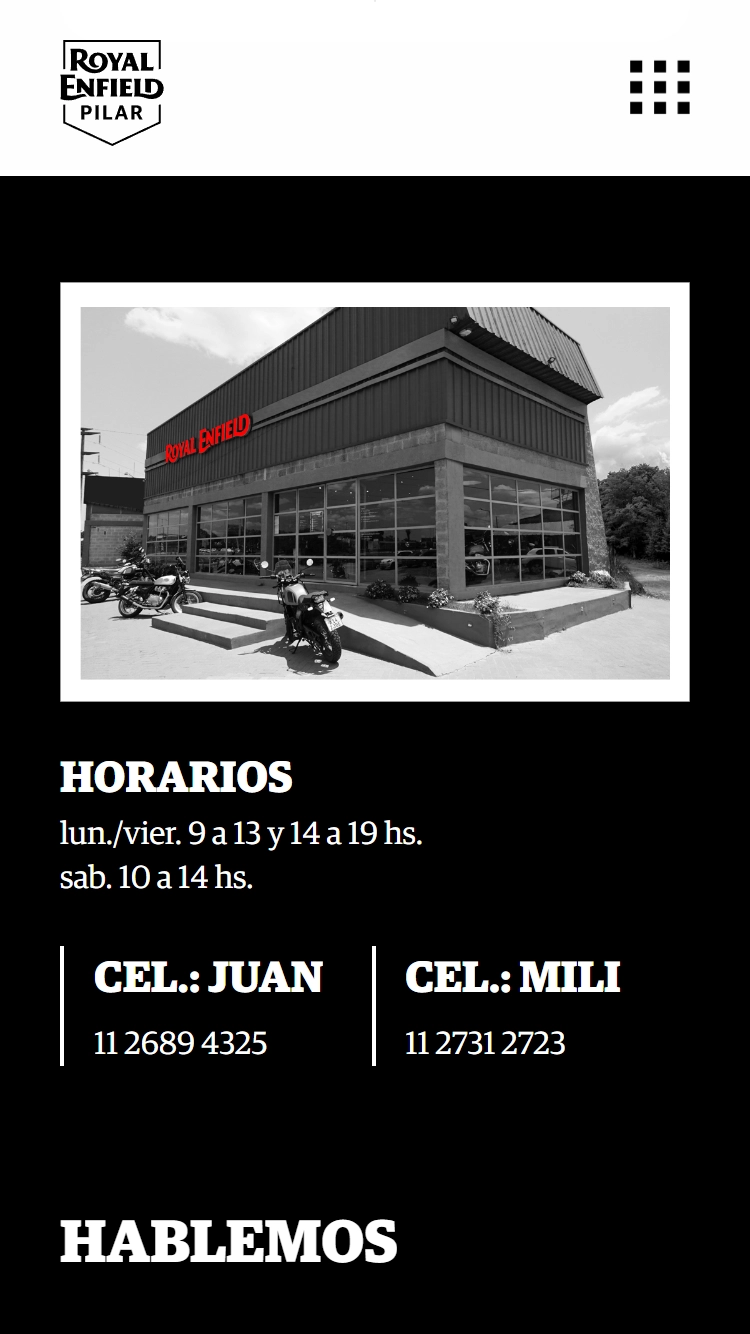 ROYAL
ENFIELD
PILAR
ROYAL ENFIELD
HORARIOS
lun./vier. 9 a 13 y 14 a 19 hs.
sab. 10 a 14 hs.
CEL.: JUAN
11 2689 4325
CEL.: MILI
11 2731 2723
HABLEMOS